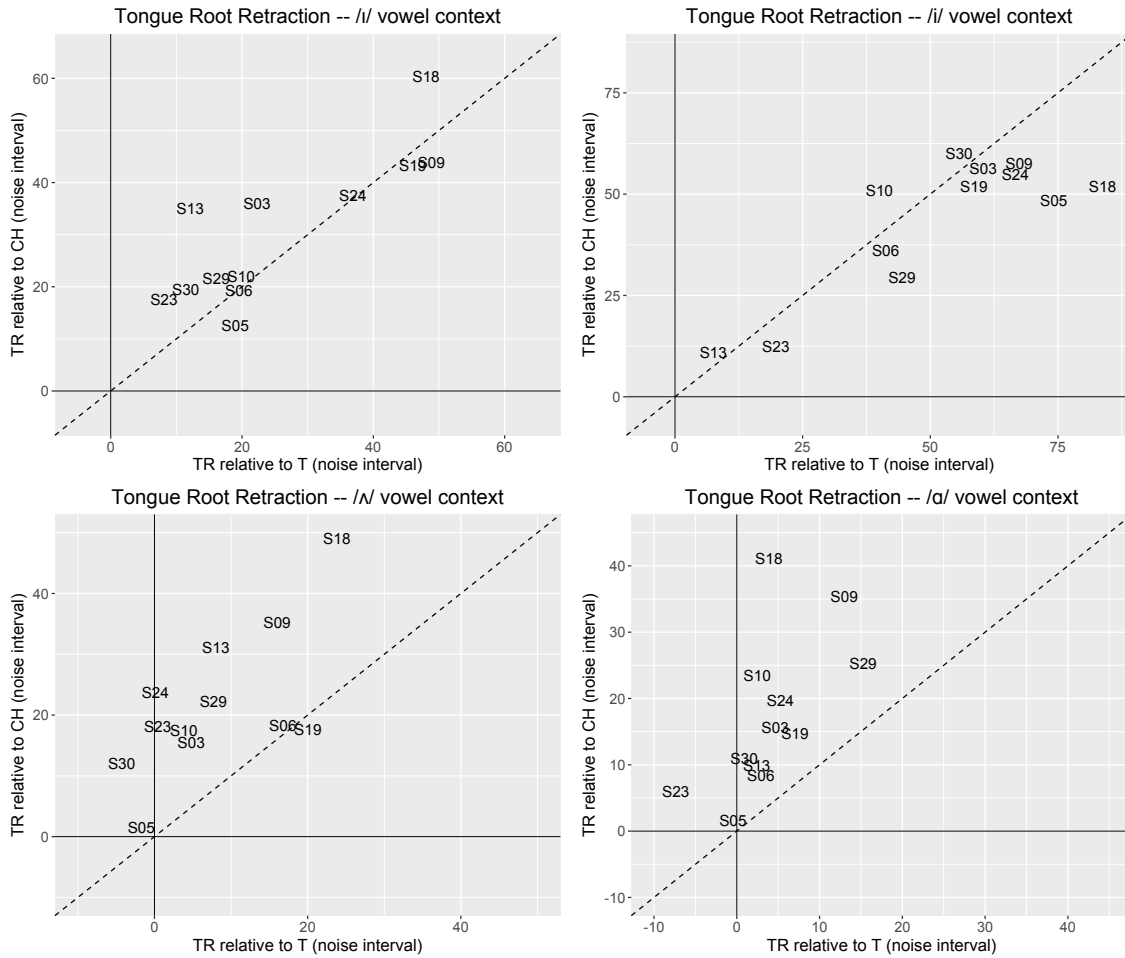 Tongue Root Retraction -- /ɪ/ vowel context
TR relative to CH (noise interval)
60
40
20
0
S18
S09
S19
S24
S03
S13
S10
S29
S30
S06
S23
S05
0
20
40
60
TR relative to T (noise interval)
Tongue Root Retraction -- /i/ vowel context
TR relative to CH (noise interval)
75
50
25
0
S30
S09
S03
S24
S19
S18
S10
S05
S06
S29
S23
S13
0
25
50
75
TR relative to T (noise interval)
Tongue Root Retraction -- /ʌ/ vowel context
TR relative to CH (noise interval)
40
20
0
S18
S09
S13
S24
S29
S23
S10
S06
S19
S03
S30
S05
0
20
40
TR relative to T (noise interval)
Tongue Root Retraction -- /ɑ/ vowel context
TR relative to CH (noise interval)
40
30
20
10
0
-10
S18
S09
S29
S10
S24
S03
S19
S30
S13
S06
S23
S05
-10
0
10
20
30
40
TR relative to T (noise interval)